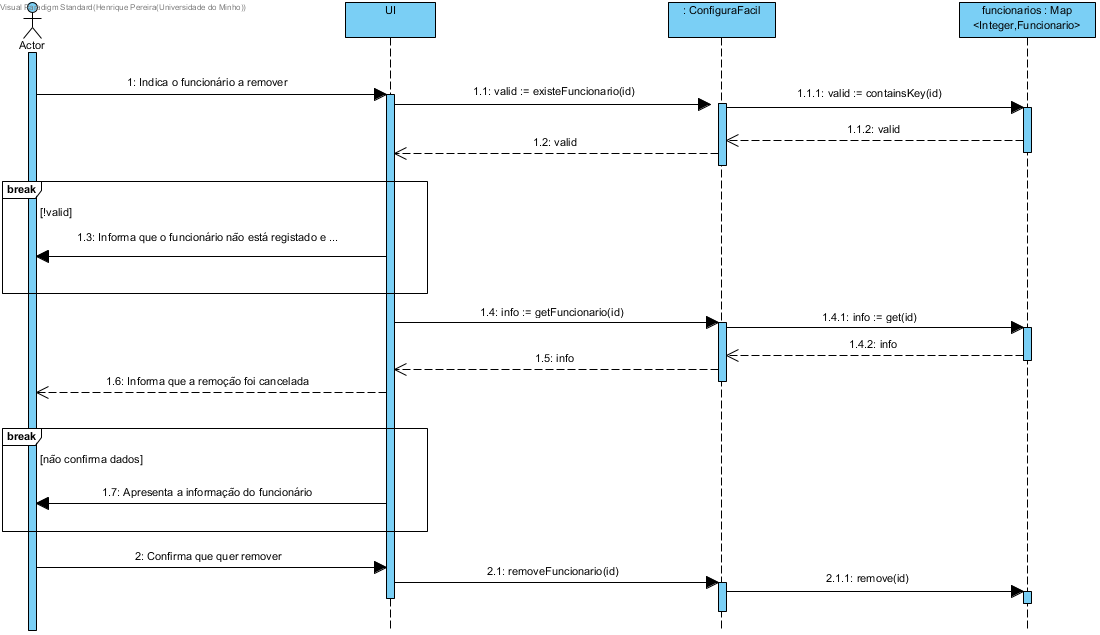 Visual Paradigm Standard(Henrique Pereira(Universidade do Minho))
Actor
UI
: ConfiguraFacil
funcionarios : Map
<Integer,Funcionario>
1: Indica o funcionário a remover
1.1: valid := existeFuncionario(id)
1.1.1: valid := containsKey(id)
1.1.2: valid
1.2: valid
break
[!valid]
1.3: Informa que o funcionário não está registado e ...
1.4: info := getFuncionario(id)
1.4.1: info := get(id)
1.4.2: info
1.5: info
1.6: Informa que a remoção foi cancelada
break
[não confirma dados]
1.7: Apresenta a informação do funcionário
2: Confirma que quer remover
2.1: removeFuncionario(id)
2.1.1: remove(id)